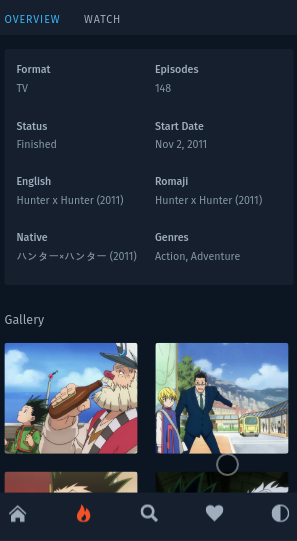 OVERVIEW WATCH
Format Episodes
TV 148
Status Start Date
Finished Nov 2, 2011
English Romaji
Hunter x Hunter (2011) Hunter x Hunter (2011)
Native Genres
ハンター×ハンター (2011) Action, Adventure
Gallery